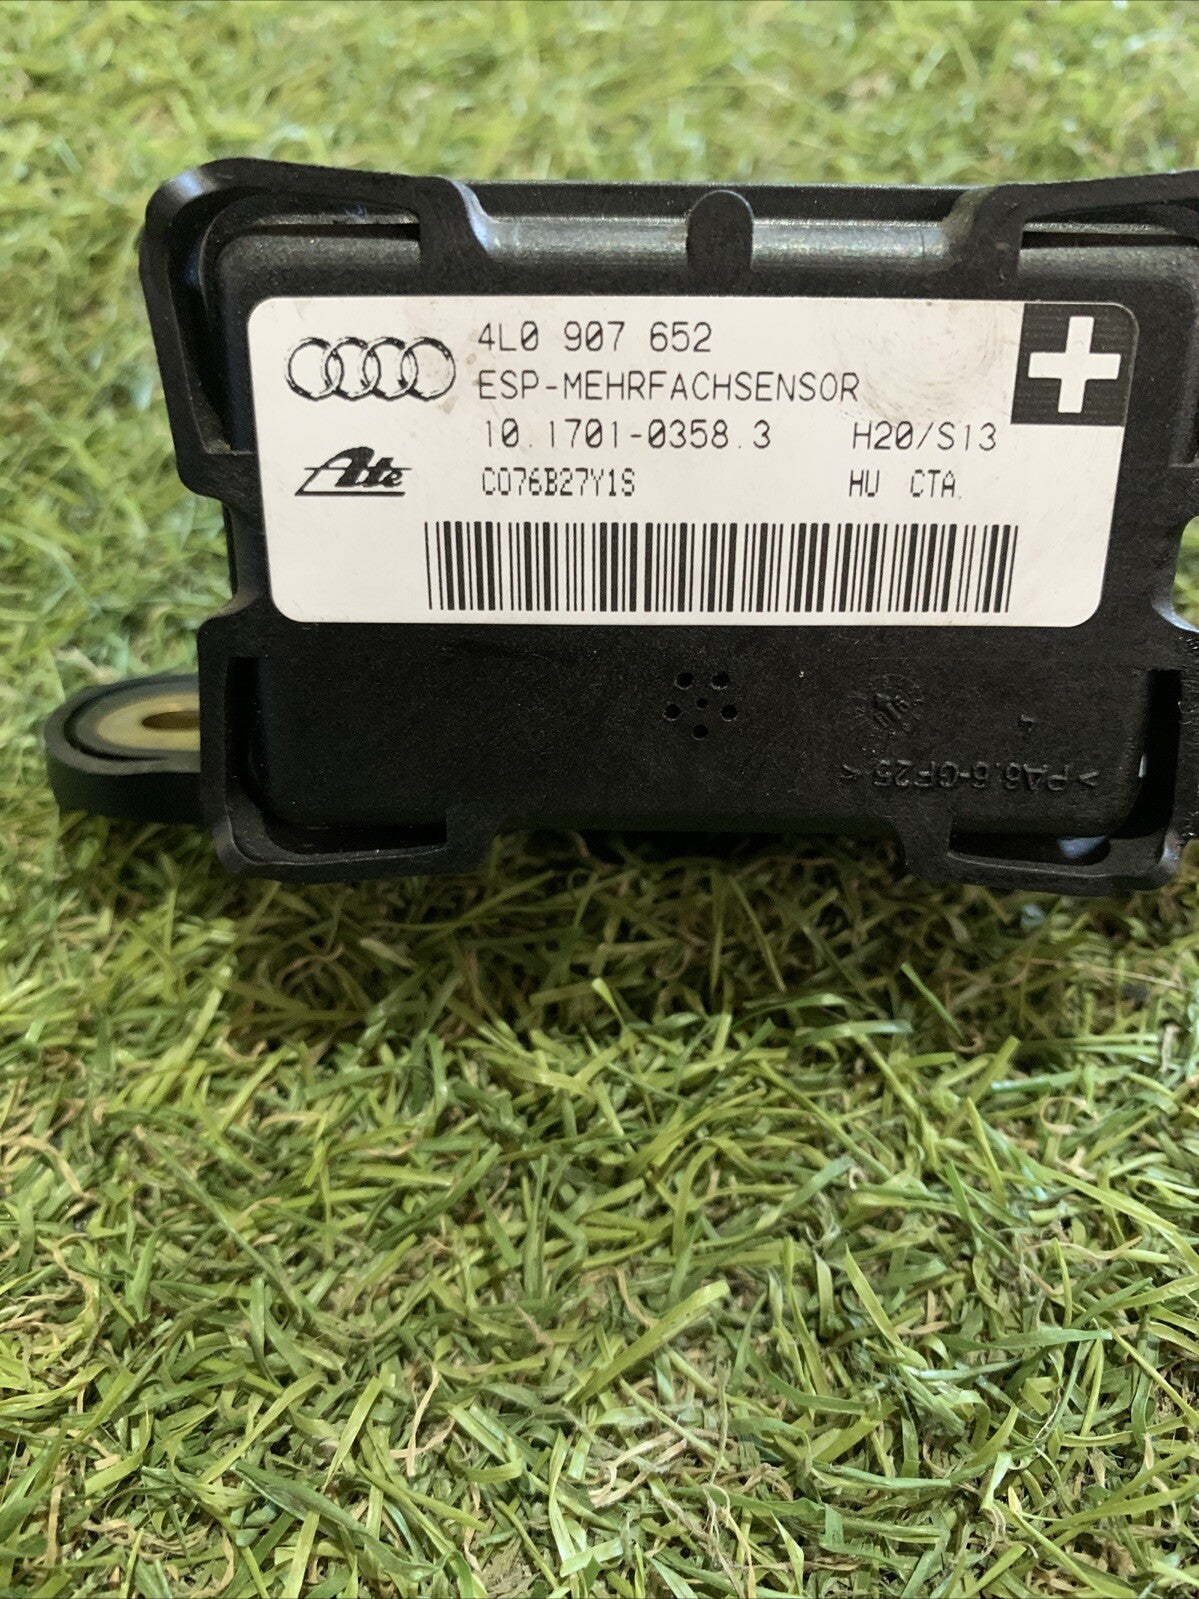 4L0 907 652
ESP-MEHRFACHSENSOR
10.1701-0358.3 H20/S13
Ate C076B27Y1S HU CTA.
>PA6.6-GF25<